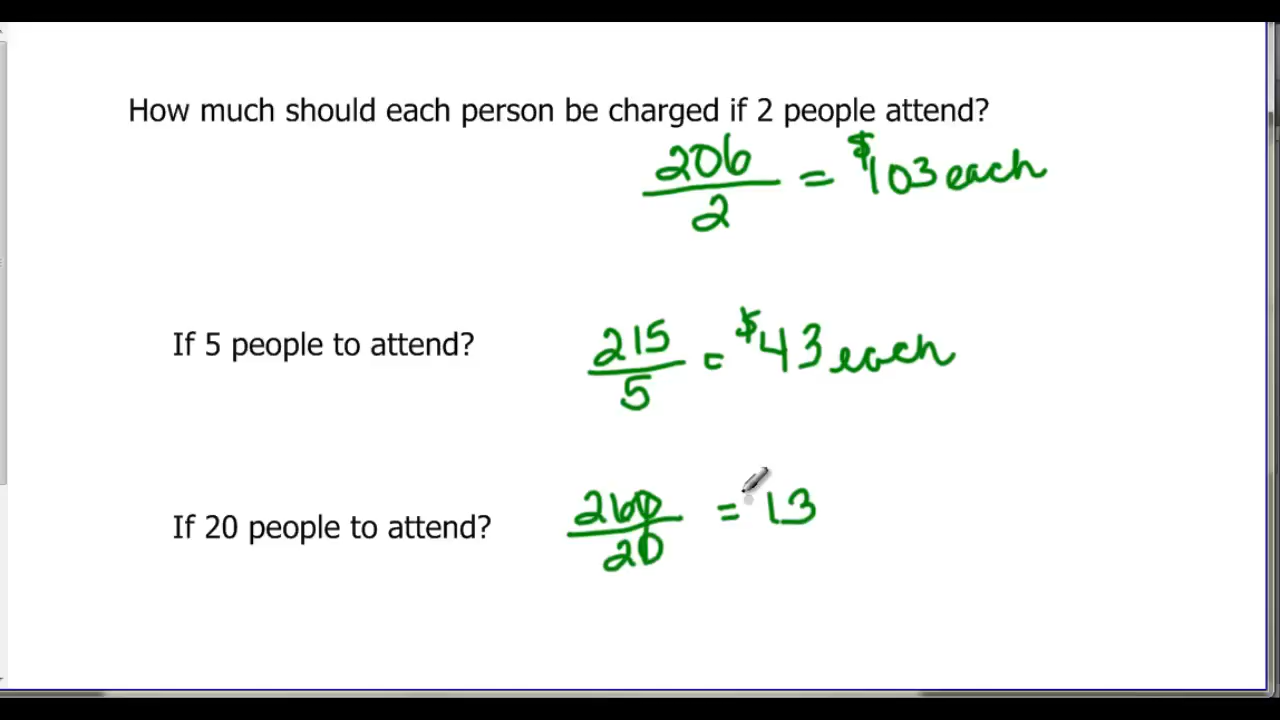 How much should each person be charged if 2 people attend?
206
2
= $103 each
If 5 people to attend?
215
5
= $43 each
If 20 people to attend?
260
20
= 13